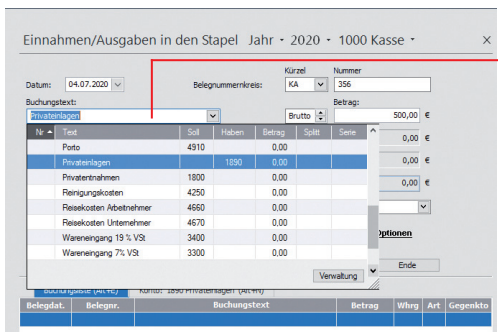 Einnahmen/Ausgaben in den Stapel Jahr 2020 1000 Kasse ×
Kürzel Nummer
Datum: 04.07.2020 Belegnummernkreis: KA 356
Buchungstext: Betrag:
Privateinlagen Brutto 500,00 €
Nr Text Soll Haben Betrag Splitt Serie
0,00 €
Porto 4910 0,00
Privateinlagen 1890 0,00 0,00 €
Privatentnahmen 1800 0,00
0,00 €
Reinigungskosten 4250 0,00
Reisekosten Arbeitnehmer 4660 0,00
Reisekosten Unternehmer 4670 0,00
Wareneingang 19 % VSt 3400 0,00 Optionen
Wareneingang 7% VSt 3300 0,00
Verwaltung Ende
Buchungsliste (Alt+E) Konto: 1890 Privateinlagen (Alt+N)
Belegdat. Belegnr. Buchungstext Betrag Whrg Art Gegenkto